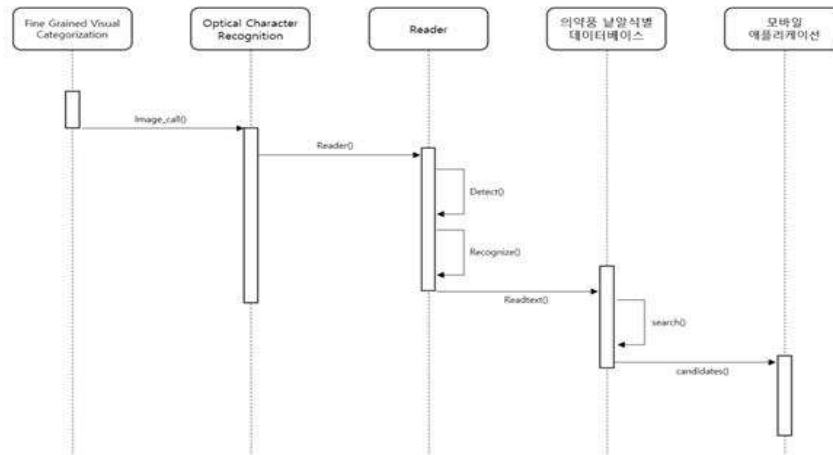 Fine Grained Visual
Categorization
Optical Character
Recognition
Reader
의약품 낱알식별
데이터베이스
모바일
애플리케이션
Image_call()
Reader()
Detect()
Recognize()
Readtext()
search()
candidates()